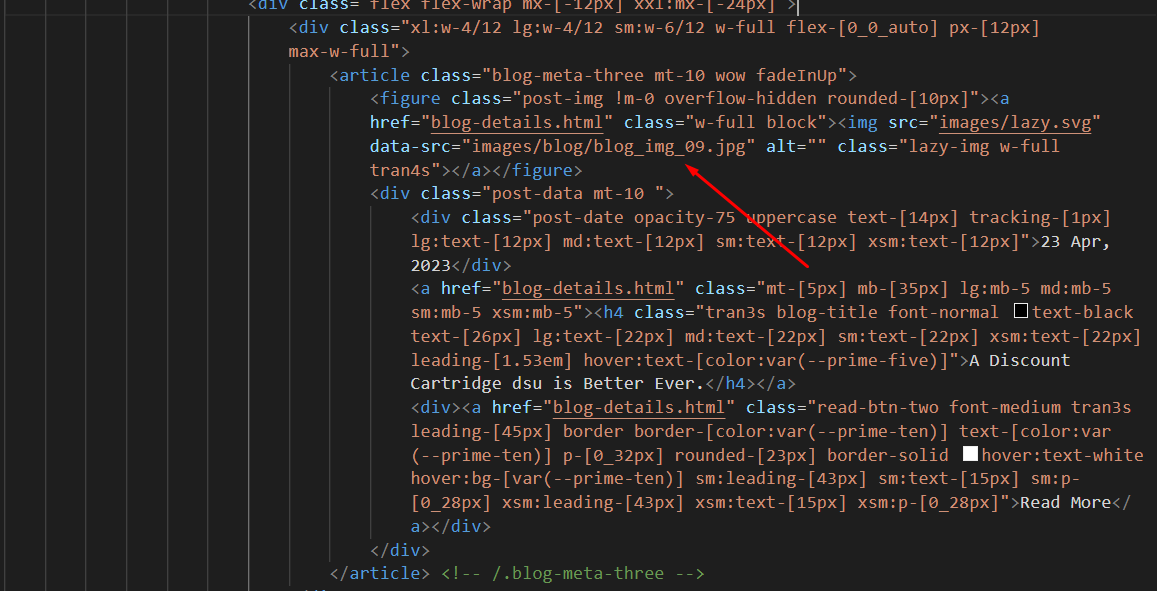 <div class="flex flex-wrap mx-[-12px] xxl:mx-[-24px]">
<div class="xl:w-4/12 lg:w-4/12 sm:w-6/12 w-full flex-[0_0_auto] px-[12px]
max-w-full">
<article class="blog-meta-three mt-10 wow fadeInUp">
<figure class="post-img !m-0 overflow-hidden rounded-[10px]"><a
href="blog-details.html" class="w-full block"><img src="images/lazy.svg"
data-src="images/blog/blog_img_09.jpg" alt="" class="lazy-img w-full
tran4s"></a></figure>
<div class="post-data mt-10 ">
<div class="post-date opacity-75 uppercase text-[14px] tracking-[1px]
lg:text-[12px] md:text-[12px] sm:text-[12px] xsm:text-[12px]">23 Apr,
2023</div>
<a href="blog-details.html" class="mt-[5px] mb-[35px] lg:mb-5 md:mb-5
sm:mb-5 xsm:mb-5"><h4 class="tran3s blog-title font-normal text-black
text-[26px] lg:text-[22px] md:text-[22px] sm:text-[22px] xsm:text-[22px]
leading-[1.53em] hover:text-[color:var(--prime-five)]">A Discount
Cartridge dsu is Better Ever.</h4></a>
<div><a href="blog-details.html" class="read-btn-two font-medium tran3s
leading-[45px] border border-[color:var(--prime-ten)] text-[color:var
(--prime-ten)] p-[0_32px] rounded-[23px] border-solid hover:text-white
hover:bg-[var(--prime-ten)] sm:leading-[43px] sm:text-[15px] sm:p-
[0_28px] xsm:leading-[43px] xsm:text-[15px] xsm:p-[0_28px]">Read More</
a></div>
</div>
</article> <!-- /.blog-meta-three -->